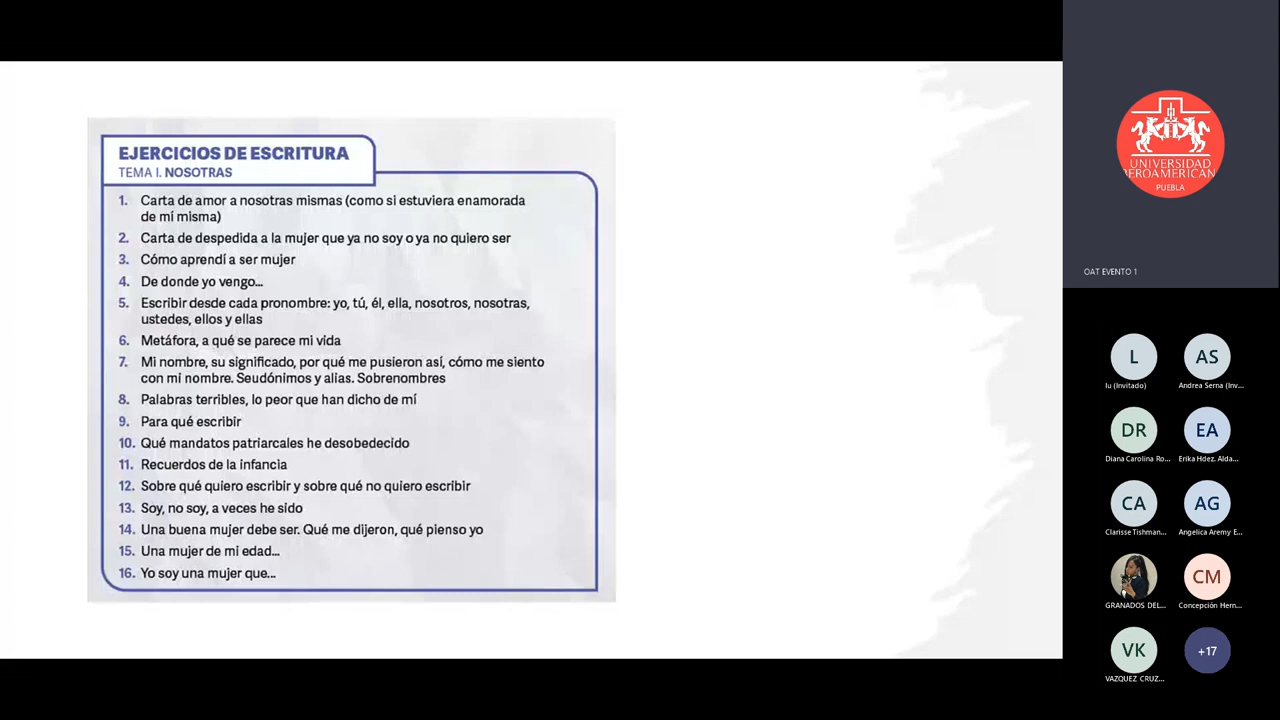 EJERCICIOS DE ESCRITURA
TEMA I. NOSOTRAS
1. Carta de amor a nosotras mismas (como si estuviera enamorada
de mí misma)
2. Carta de despedida a la mujer que ya no soy o ya no quiero ser
3. Cómo aprendí a ser mujer
4. De donde yo vengo...
5. Escribir desde cada pronombre: yo, tú, él, ella, nosotros, nosotras,
ustedes, ellos y ellas
6. Metáfora, a qué se parece mi vida
7. Mi nombre, su significado, por qué me pusieron así, cómo me siento
con mi nombre. Seudónimos y alias. Sobrenombres
8. Palabras terribles, lo peor que han dicho de mí
9. Para qué escribir
10. Qué mandatos patriarcales he desobedecido
11. Recuerdos de la infancia
12. Sobre qué quiero escribir y sobre qué no quiero escribir
13. Soy, no soy, a veces he sido
14. Una buena mujer debe ser. Qué me dijeron, qué pienso yo
15. Una mujer de mi edad...
16. Yo soy una mujer que...
UNIVERSIDAD
IBEROAMERICAN
PUEBLA
OAT EVENTO 1
L
lu (Invitado)
AS
Andrea Serna (Inv...
DR
Diana Carolina Ro...
EA
Erika Hdez. Alda...
CA
Clarisse Tishman...
AG
Angelica Aremy E...
GRANADOS DEL...
CM
Concepción Hern...
VK
VAZQUEZ CRUZ...
+17